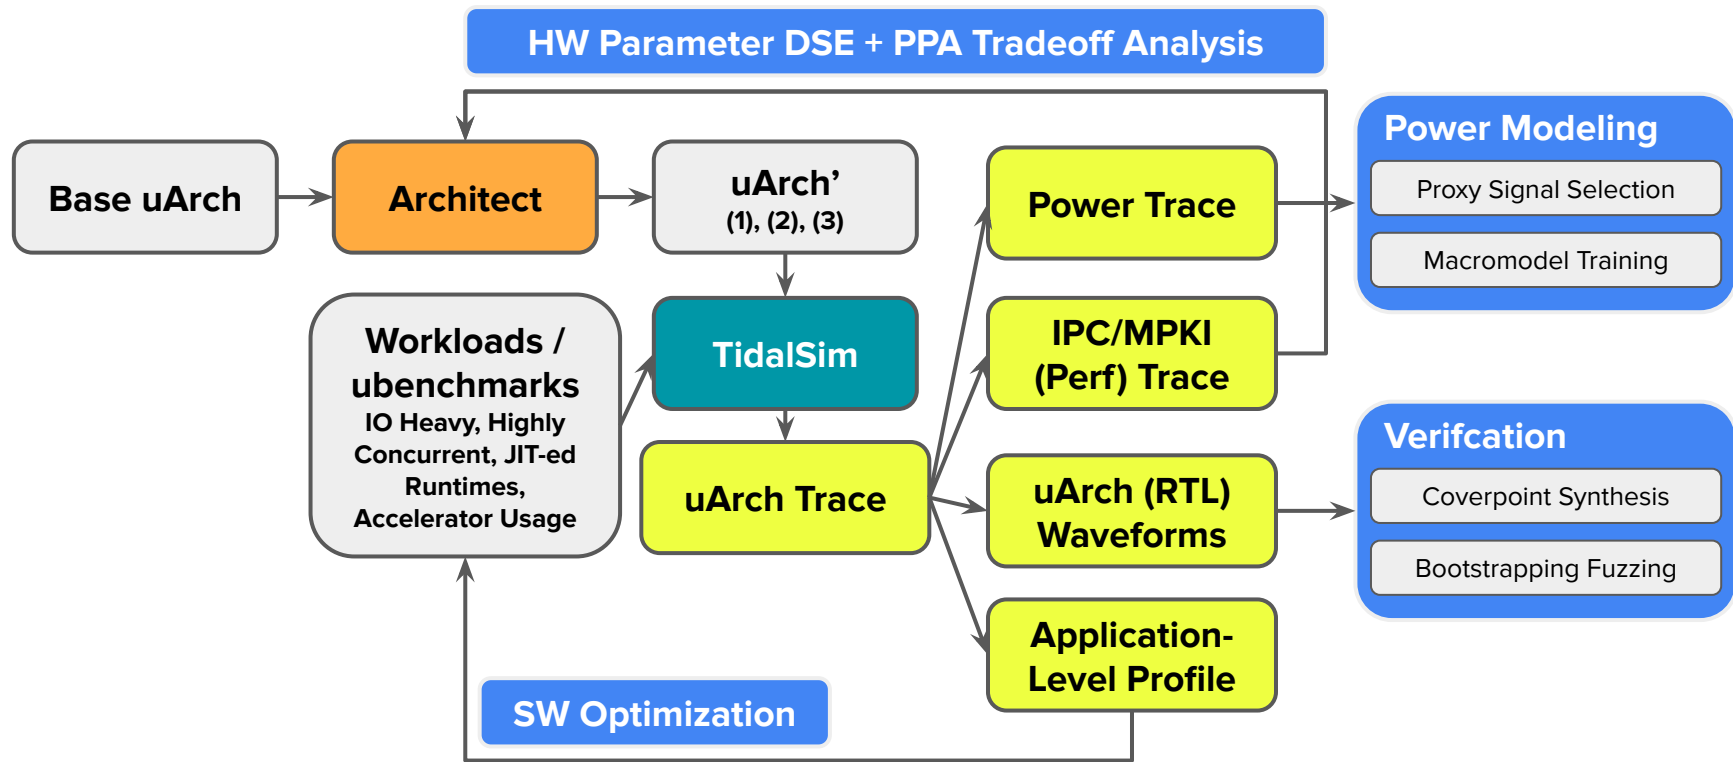 HW Parameter DSE + PPA Tradeoff Analysis
Base uArch
Architect
uArch’
(1), (2), (3)
Power Trace
Power Modeling
Proxy Signal Selection
Macromodel Training
Workloads /
ubenchmarks
IO Heavy, Highly
Concurrent, JIT-ed
Runtimes,
Accelerator Usage
TidalSim
IPC/MPKI
(Perf) Trace
uArch Trace
uArch (RTL)
Waveforms
Verifcation
Coverpoint Synthesis
Bootstrapping Fuzzing
Application-
Level Profile
SW Optimization